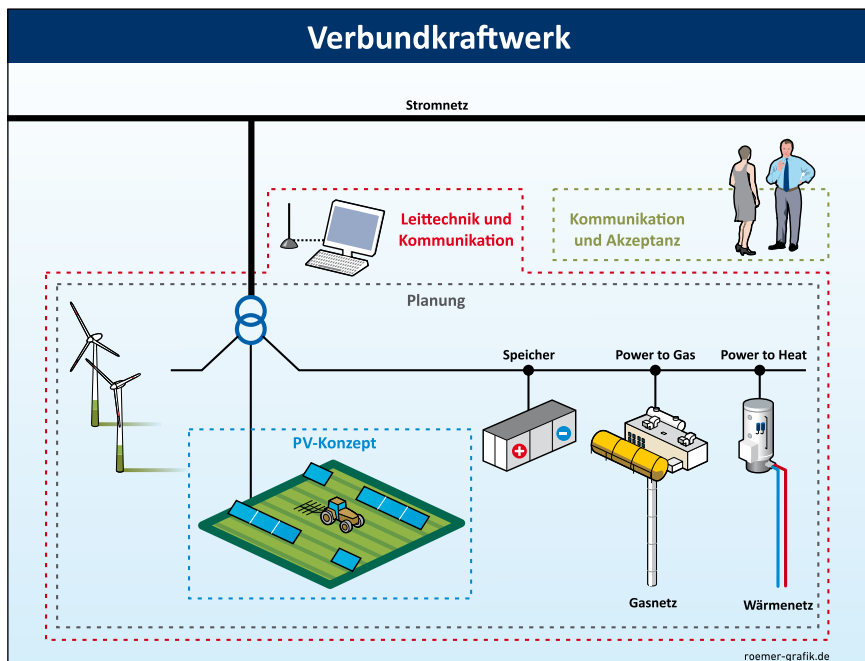 Verbundkraftwerk
Stromnetz
Leittechnik und
Kommunikation
Kommunikation
und Akzeptanz
Planung
Speicher
Power to Gas
Power to Heat
PV-Konzept
Gasnetz
Wärmenetz
roemer-grafik.de